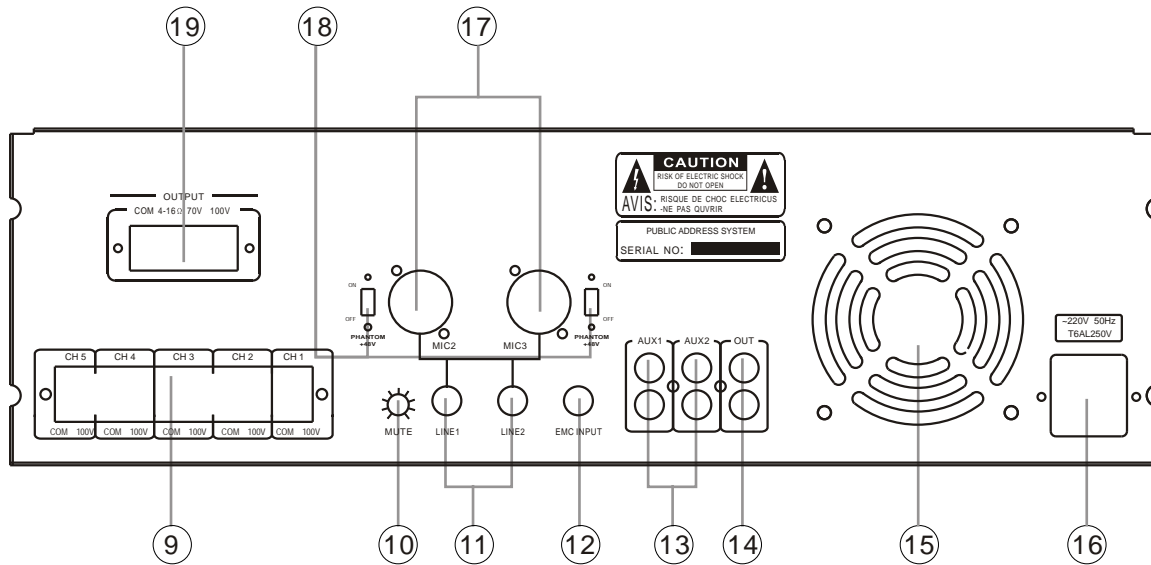 19
18
17
CAUTION
RISK OF ELECTRIC SHOCK
DO NOT OPEN
AVIS: RISQUE DE CHOC ELECTRICUS
-NE PAS QUVRIR
PUBLIC ADDRESS SYSTEM
SERIAL NO:
OUTPUT
COM 4-16Ω 70V 100V
ON
OFF
PHANTOM
+48V
MIC2
MIC3
ON
OFF
PHANTOM
+48V
~220V 50Hz
T6AL250V
AUX1 AUX2 OUT
CH 5 CH 4 CH 3 CH 2 CH 1
COM 100V COM 100V COM 100V COM 100V COM 100V
MUTE LINE1 LINE2 EMC INPUT
9 10 11 12 13 14 15 16